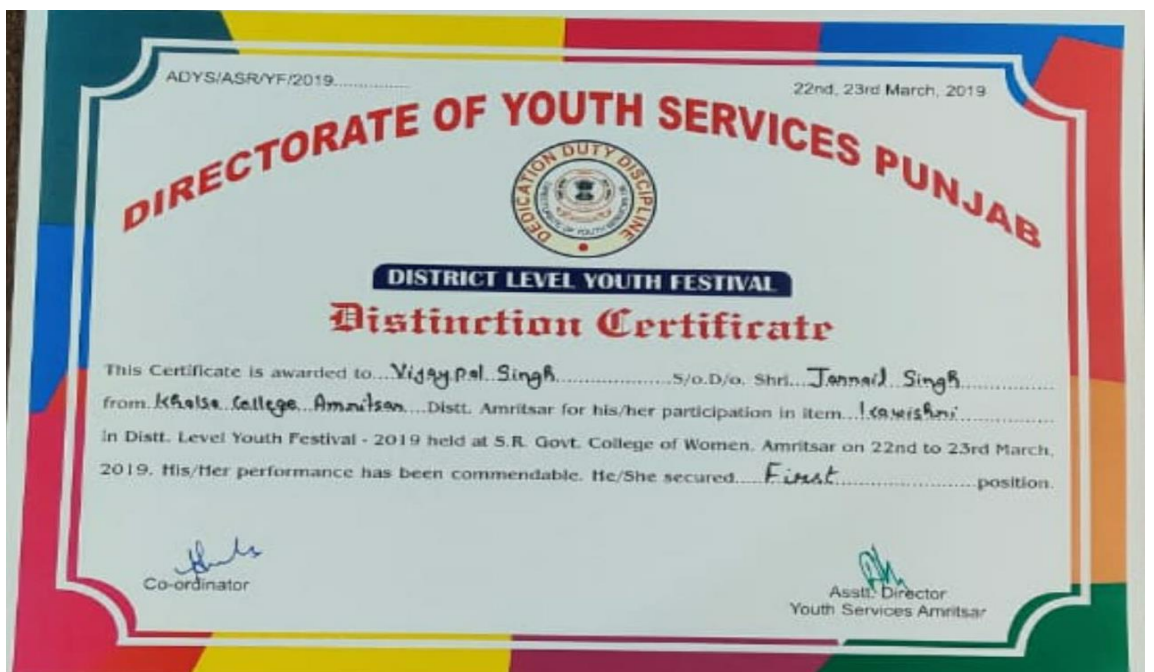 ADYS/ASR/YF/2019...............
22nd, 23rd March, 2019
DIRECTORATE OF YOUTH SERVICES PUNJAB
DEDICATION DUTY DISCIPLINE
DISTRICT LEVEL YOUTH FESTIVAL
Distinction Certificate
This Certificate is awarded to...Vijaypal Singh....................S/o.D/o. Shri...Jarmail Singh................
from.Khalsa College Amritsar....Distt. Amritsar for his/her participation in item...Kavishri................
in Distt. Level Youth Festival - 2019 held at S.R. Govt. College of Women, Amritsar on 22nd to 23rd March,
2019. His/Her performance has been commendable. He/She secured.....First........................position.
Co-ordinator
Asstt. Director
Youth Services Amritsar